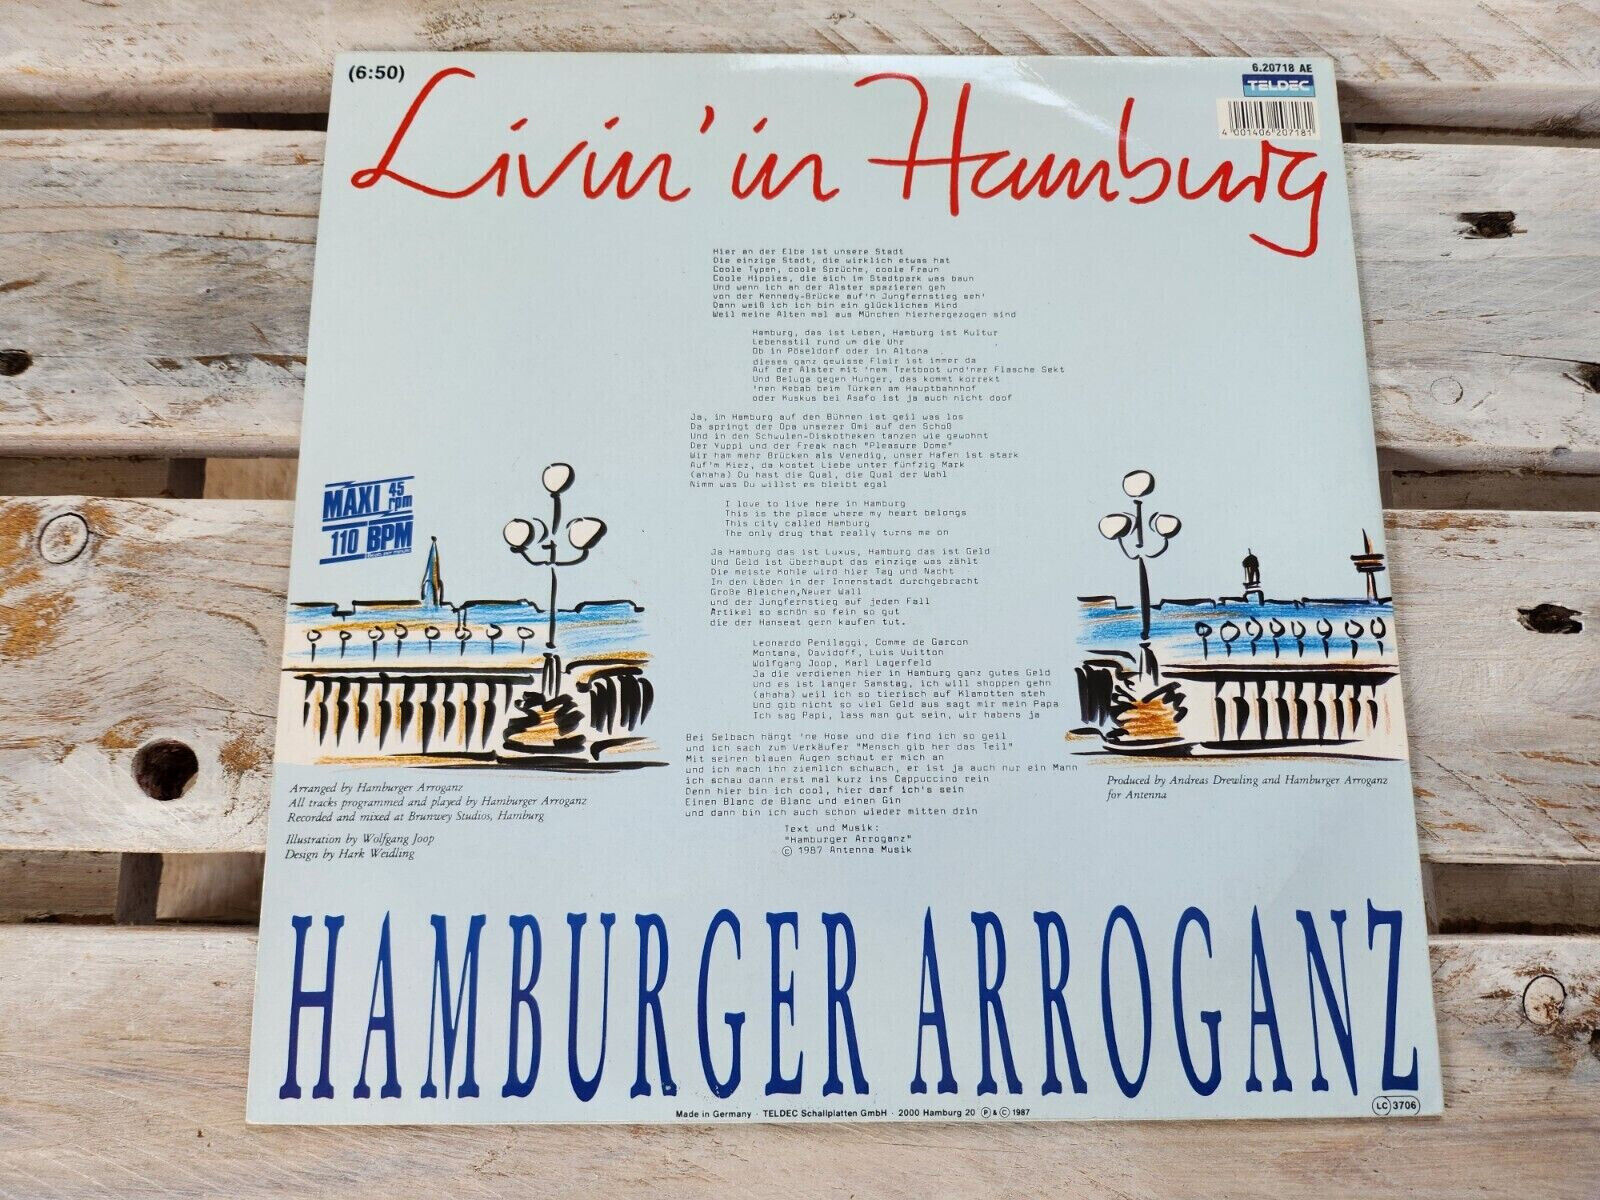 (6:50)
6.20718 AE
TELDEC
4 001406 207181
Livin' in Hamburg
Hier an der Elbe ist unsere Stadt
Die einzige Stadt, die wirklich etwas hat
Coole Typen, coole Sprüche, coole Fraun
Coole Hippies, die sich im Stadtpark was baun
Und wenn ich an der Alster spazieren geh
von der Kennedy-Brücke auf'n Jungfernstieg seh'
Dann weiß ich ich bin ein glückliches Kind
Weil meine Alten mal aus München hierhergezogen sind
Hamburg, das ist Leben, Hamburg ist Kultur
Lebensstil rund um die Uhr
Ob in Pöseldorf oder in Altona
dieses ganz gewisse Flair ist immer da
Auf der Alster mit 'nem Tretboot und'ner Flasche Sekt
Und Beluga gegen Hunger, das kommt korrekt
'nen Kebab beim Türken am Hauptbahnhof
oder Kuskus bei Asafo ist ja auch nicht doof
Ja, im Hamburg auf den Bühnen ist geil was los
Da springt der Opa unserer Omi auf den Schoß
Und in den Schwulen-Diskotheken tanzen wie gewohnt
Der Yuppi und der Freak nach "Pleasure Dome"
Wir ham mehr Brücken als Venedig, unser Hafen ist stark
Auf'm Kiez, da kostet Liebe unter fünfzig Mark
(ahaha) Du hast die Qual, die Qual der Wahl
Nimm was Du willst es bleibt egal
I love to live here in Hamburg
This is the place where my heart belongs
This city called Hamburg
The only drug that really turns me on
Ja Hamburg das ist Luxus, Hamburg das ist Geld
Und Geld ist überhaupt das einzige was zählt
Die meiste Kohle wird hier Tag und Nacht
In den Läden in der Innenstadt durchgebracht
Große Bleichen,Neuer Wall
und der Jungfernstieg auf jeden Fall
Artikel so schön so fein so gut
die der Hanseat gern kaufen tut.
Leonardo Penilaggi, Comme de Garcon
Montana, Davidoff, Luis Vuitton
Wolfgang Joop, Karl Lagerfeld
Ja die verdienen hier in Hamburg ganz gutes Geld
Und es ist langer Samstag, ich will shoppen gehn
(ahaha) weil ich so tierisch auf Klamotten steh
Und gib nicht so viel Geld aus sagt mir mein Papa
Ich sag Papi, lass man gut sein, wir habens ja
Bei Selbach hängt 'ne Hose und die find ich so geil
und ich sach zum Verkäufer "Mensch gib her das Teil"
Mit seinen blauen Augen schaut er mich an
und ich mach ihn ziemlich schwach, er ist ja auch nur ein Mann
ich schau dann erst mal kurz ins Cappuccino rein
Denn hier bin ich cool, hier darf ich's sein
Einen Blanc de Blanc und einen Gin
und dann bin ich auch schon wieder mitten drin
Text und Musik:
"Hamburger Arroganz"
© 1987 Antenna Musik
MAXI 45 rpm
110 BPM
Arranged by Hamburger Arroganz
All tracks programmed and played by Hamburger Arroganz
Recorded and mixed at Brunwey Studios, Hamburg
Illustration by Wolfgang Joop
Design by Hark Weidling
Produced by Andreas Drewling and Hamburger Arroganz
for Antenna
HAMBURGER ARROGANZ
Made in Germany · TELDEC Schallplatten GmbH · 2000 Hamburg 20 Ⓟ & © 1987
LC 3706